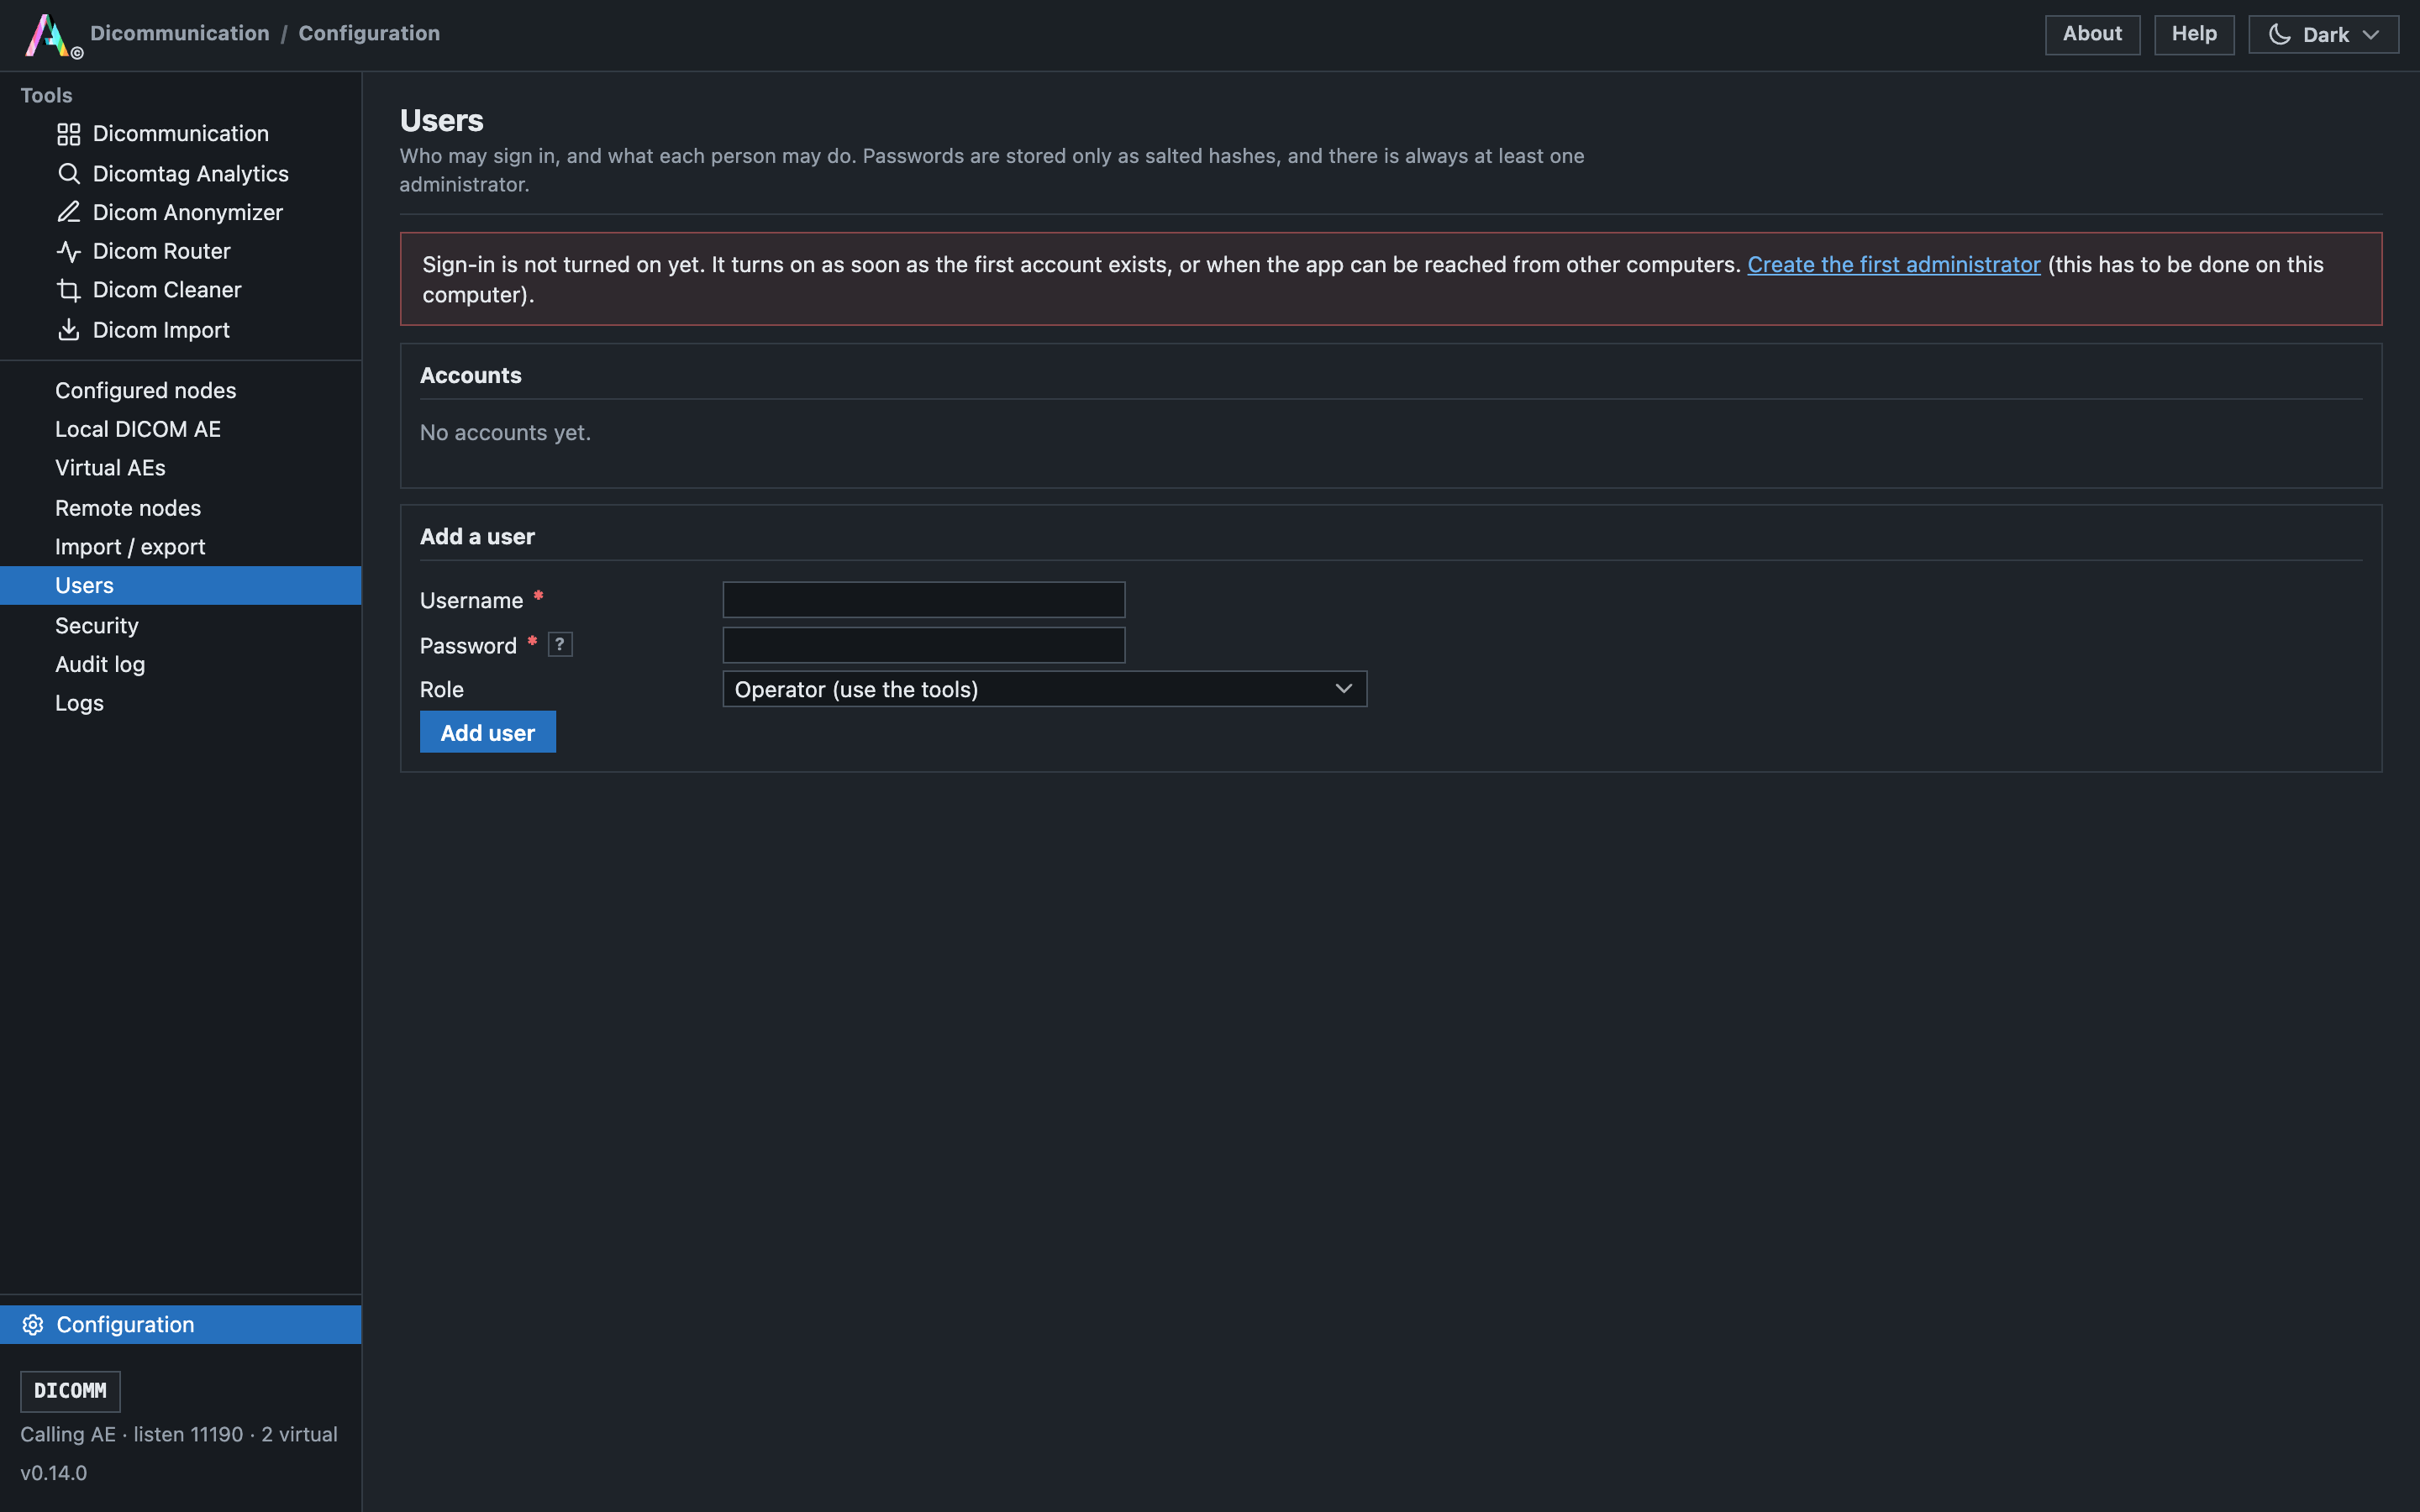 Dicommunication / Configuration
About
Help
Dark
Tools
Dicommunication
Dicomtag Analytics
Dicom Anonymizer
Dicom Router
Dicom Cleaner
Dicom Import
Configured nodes
Local DICOM AE
Virtual AEs
Remote nodes
Import / export
Users
Security
Audit log
Logs
Configuration
DICOMM
Calling AE · listen 11190 · 2 virtual
v0.14.0
Users
Who may sign in, and what each person may do. Passwords are stored only as salted hashes, and there is always at least one
administrator.
Sign-in is not turned on yet. It turns on as soon as the first account exists, or when the app can be reached from other computers. Create the first administrator (this has to be done on this
computer).
Accounts
No accounts yet.
Add a user
Username *
Password * ?
Role
Operator (use the tools)
Add user